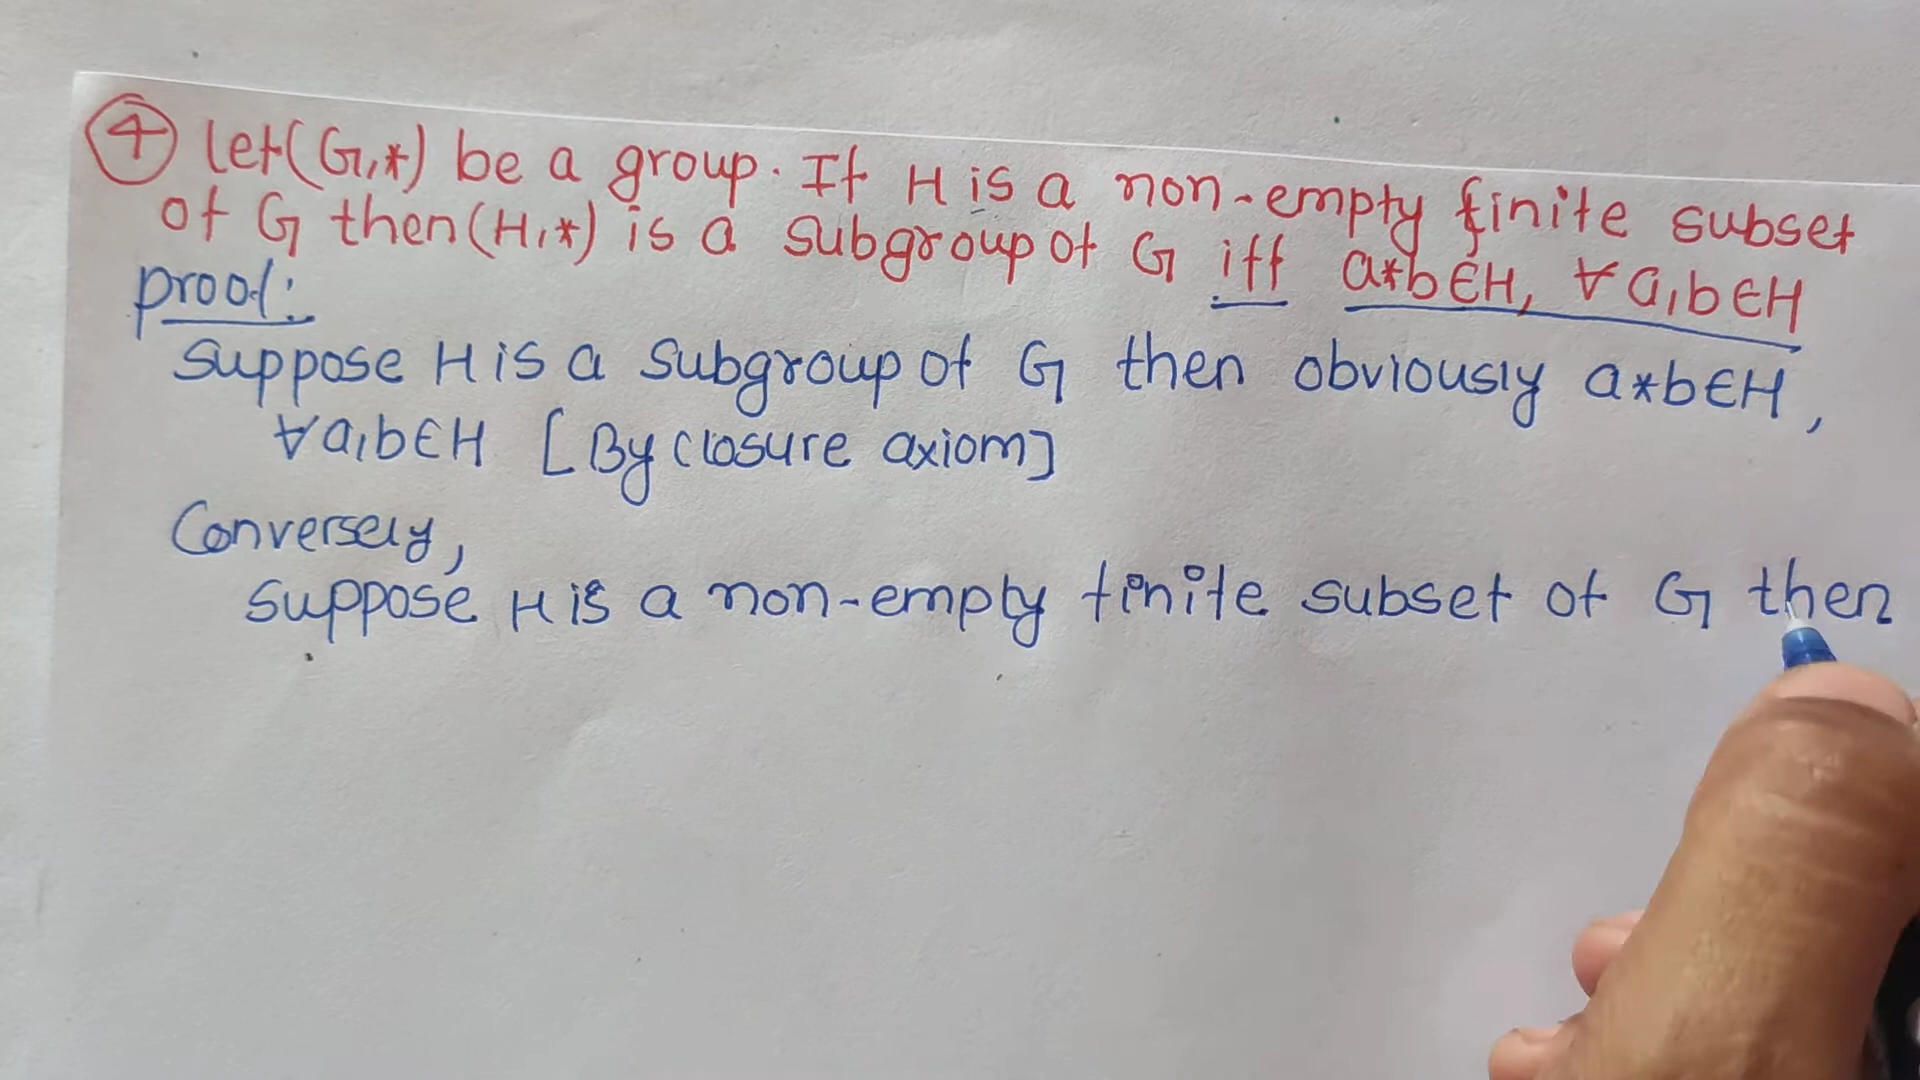 ④ let (G,*) be a group. If H is a non-empty finite subset
of G then (H,*) is a subgroup of G iff a*b∈H, ∀ a,b∈H
proof:
suppose H is a subgroup of G then obviously a*b∈H,
∀a,b∈H [By closure axiom]
Conversely,
suppose H is a non-empty finite subset of G then